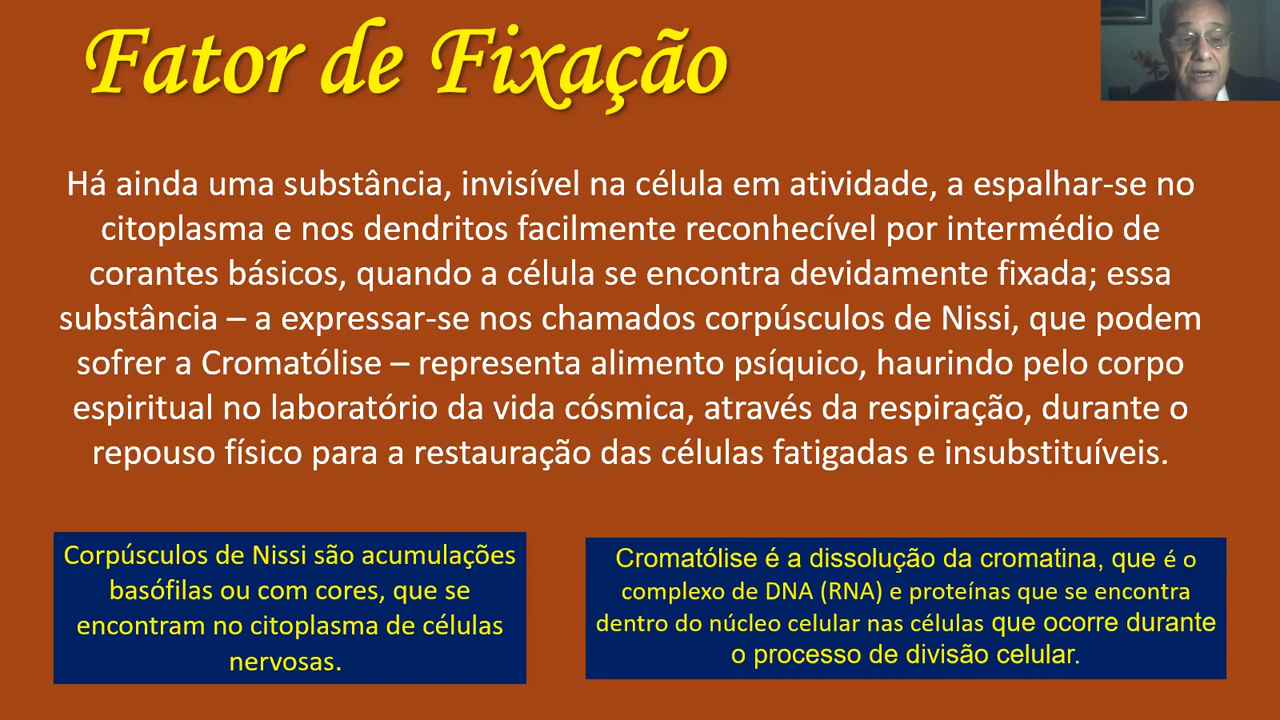 Fator de Fixação
Há ainda uma substância, invisível na célula em atividade, a espalhar-se no
citoplasma e nos dendritos facilmente reconhecível por intermédio de
corantes básicos, quando a célula se encontra devidamente fixada; essa
substância – a expressar-se nos chamados corpúsculos de Nissi, que podem
sofrer a Cromatólise – representa alimento psíquico, haurindo pelo corpo
espiritual no laboratório da vida cósmica, através da respiração, durante o
repouso físico para a restauração das células fatigadas e insubstituíveis.
Corpúsculos de Nissi são acumulações
basófilas ou com cores, que se
encontram no citoplasma de células
nervosas.
Cromatólise é a dissolução da cromatina, que é o
complexo de DNA (RNA) e proteínas que se encontra
dentro do núcleo celular nas células que ocorre durante
o processo de divisão celular.